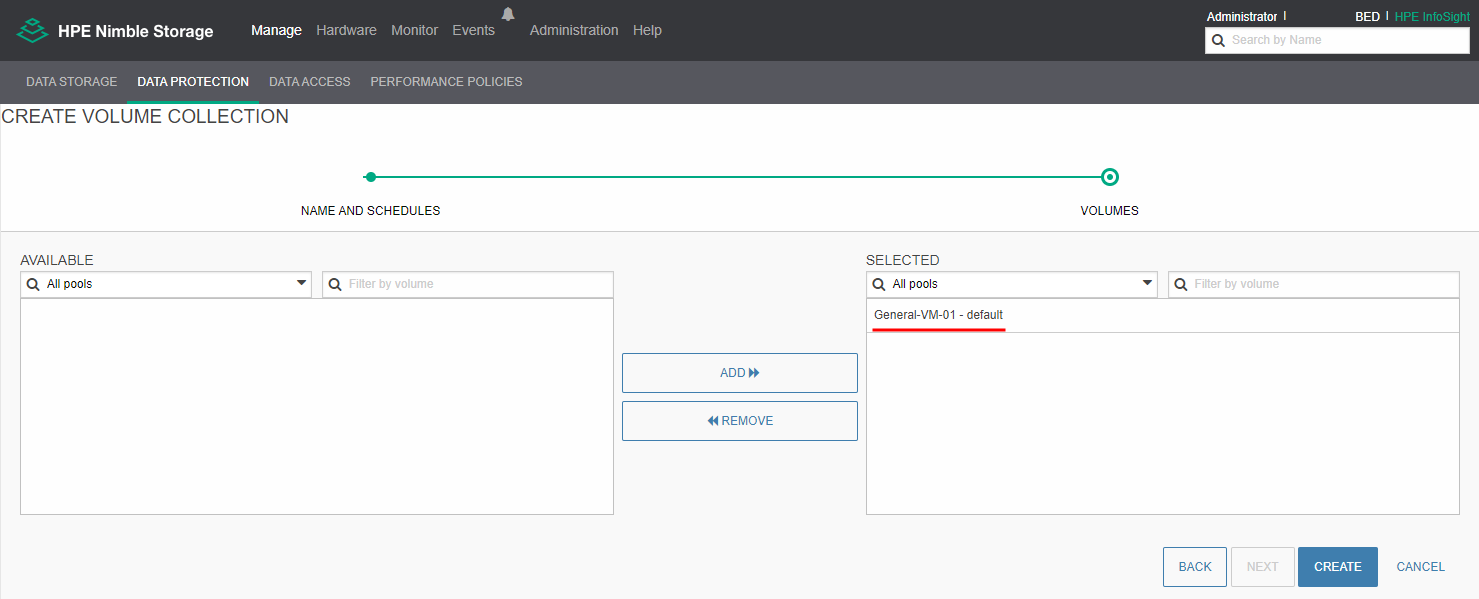 HPE Nimble Storage
Manage Hardware Monitor Events Administration Help
Administrator BED HPE InfoSight
Search by Name
DATA STORAGE DATA PROTECTION DATA ACCESS PERFORMANCE POLICIES
CREATE VOLUME COLLECTION
NAME AND SCHEDULES VOLUMES
AVAILABLE
All pools Filter by volume
ADD
REMOVE
SELECTED
All pools Filter by volume
General-VM-01 - default
BACK NEXT CREATE CANCEL